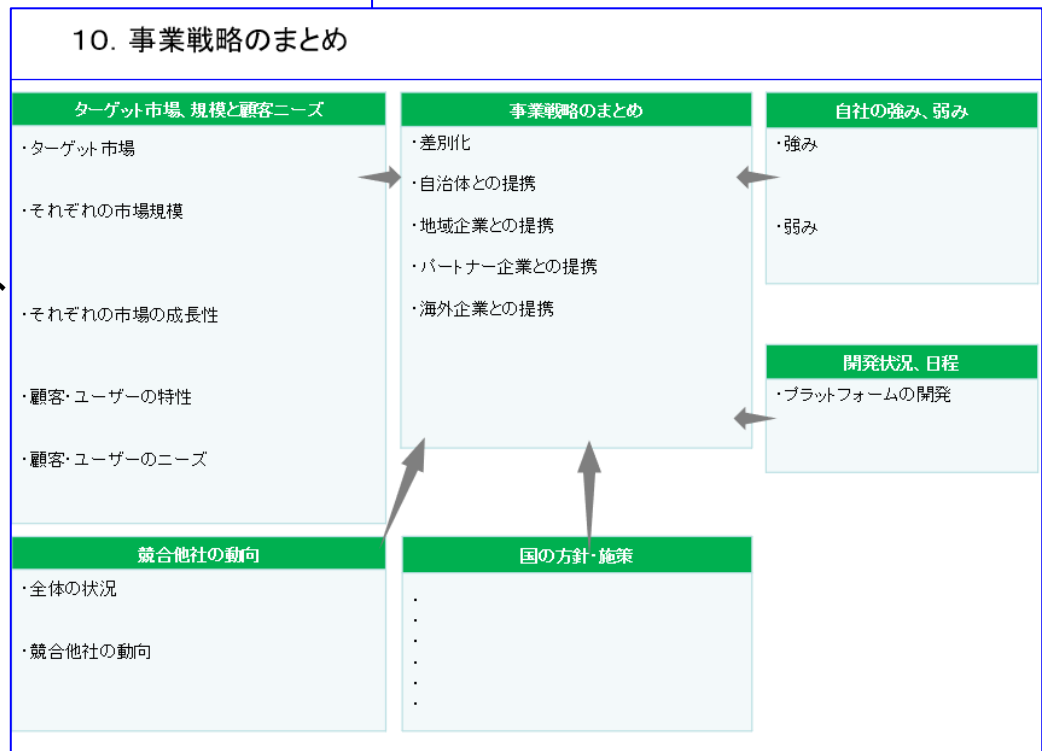 10. 事業戦略のまとめ
ターゲット市場、規模と顧客ニーズ
・ターゲット市場
・それぞれの市場規模
・それぞれの市場の成長性
・顧客・ユーザーの特性
・顧客・ユーザーのニーズ
事業戦略のまとめ
・差別化
・自治体との提携
・地域企業との提携
・パートナー企業との提携
・海外企業との提携
自社の強み、弱み
・強み
・弱み
開発状況、日程
・プラットフォームの開発
競合他社の動向
・全体の状況
・競合他社の動向
国の方針・施策
・
・
・
・
・
・